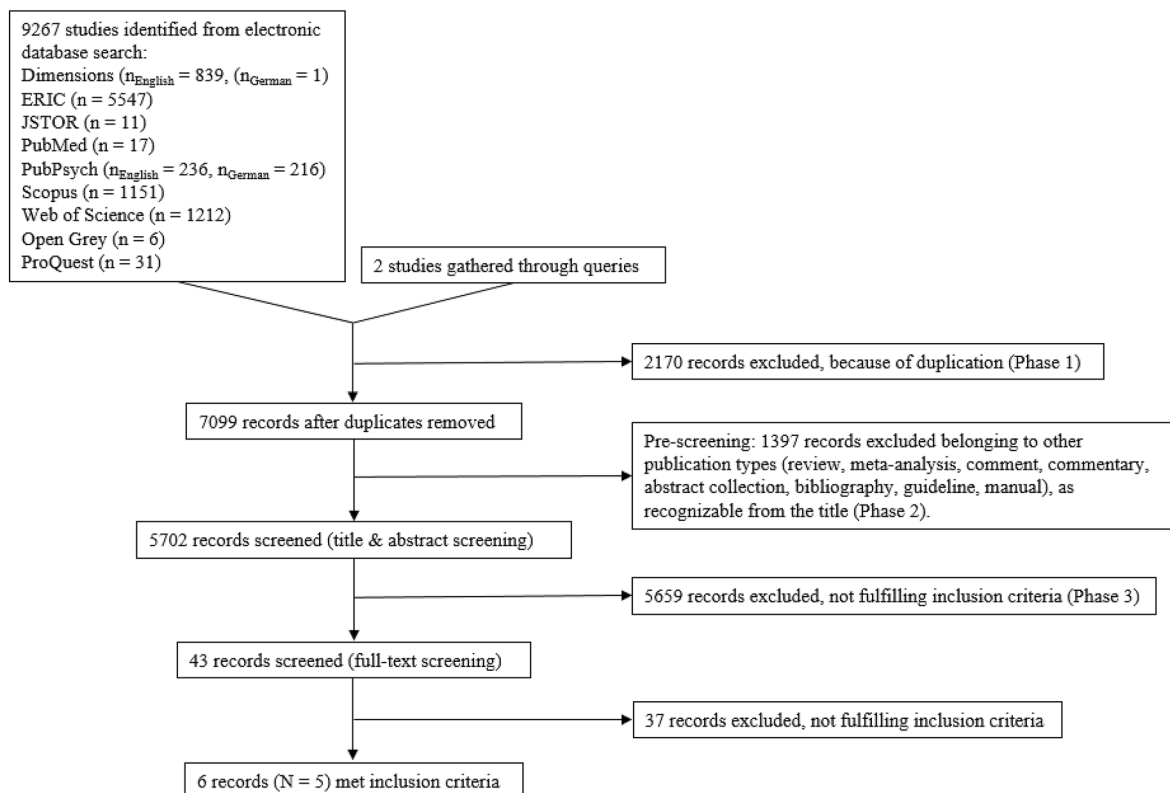 9267 studies identified from electronic
database search:
Dimensions (nEnglish = 839, (nGerman = 1)
ERIC (n = 5547)
JSTOR (n = 11)
PubMed (n = 17)
PubPsych (nEnglish = 236, nGerman = 216)
Scopus (n = 1151)
Web of Science (n = 1212)
Open Grey (n = 6)
ProQuest (n = 31)
2 studies gathered through queries
2170 records excluded, because of duplication (Phase 1)
7099 records after duplicates removed
Pre-screening: 1397 records excluded belonging to other
publication types (review, meta-analysis, comment, commentary,
abstract collection, bibliography, guideline, manual), as
recognizable from the title (Phase 2).
5702 records screened (title & abstract screening)
5659 records excluded, not fulfilling inclusion criteria (Phase 3)
43 records screened (full-text screening)
37 records excluded, not fulfilling inclusion criteria
6 records (N = 5) met inclusion criteria